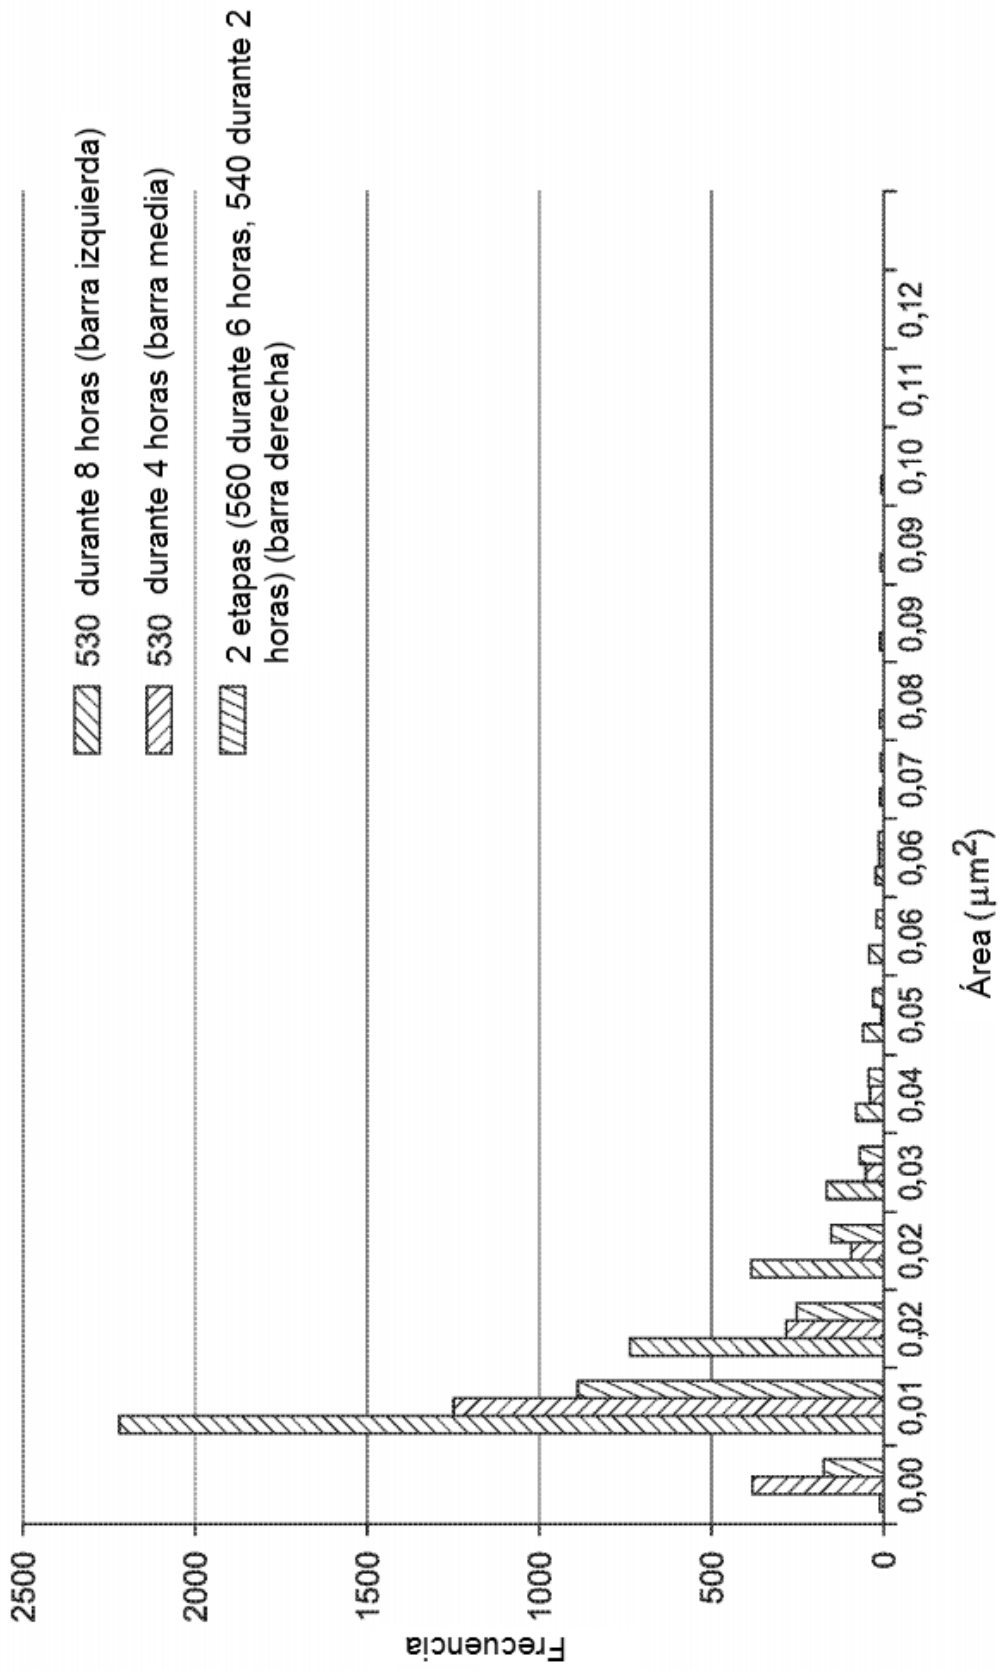 2500
2000
1500
1000
500
0
Frecuencia
530 durante 8 horas (barra izquierda)
530 durante 4 horas (barra media)
2 etapas (560 durante 6 horas, 540 durante 2
horas) (barra derecha)
0,00 0,01 0,02 0,02 0,03 0,04 0,05 0,06 0,06 0,07 0,08 0,09 0,09 0,10 0,11 0,12
Área (µm²)